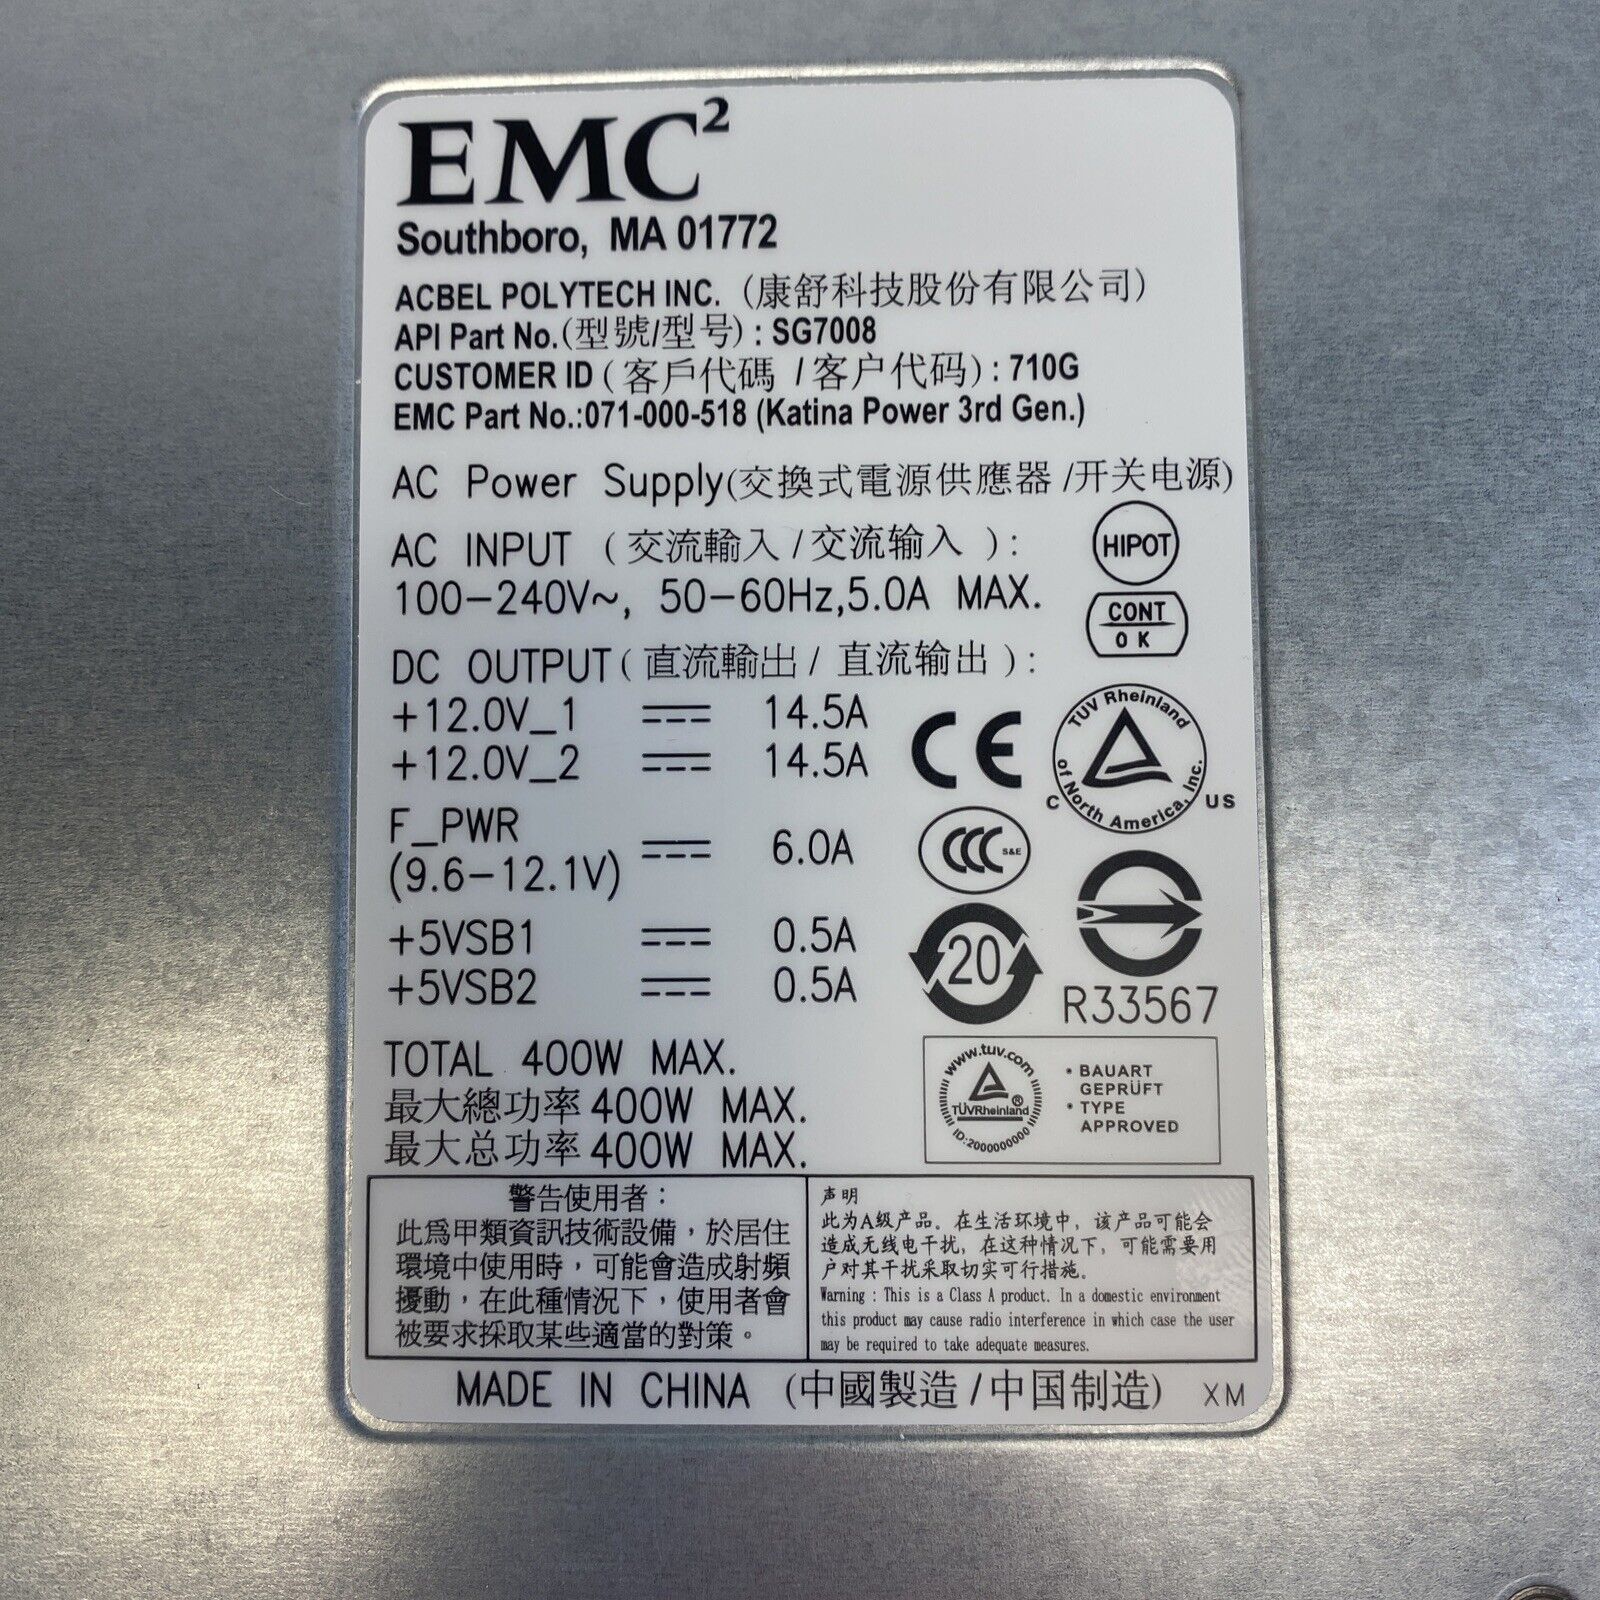 EMC²
Southboro, MA 01772
ACBEL POLYTECH INC. (康舒科技股份有限公司)
API Part No.(型號/型号) : SG7008
CUSTOMER ID ( 客戶代碼 / 客户代码) : 710G
EMC Part No.:071-000-518 (Katina Power 3rd Gen.)
AC Power Supply(交換式電源供應器 /开关电源)
AC INPUT ( 交流輸入 / 交流输入 ) :
HIPOT
100-240V~, 50-60Hz,5.0A MAX.
CONT
OK
DC OUTPUT ( 直流輸出 / 直流输出 ) :
+12.0V_1 14.5A
+12.0V_2 14.5A
CE
TUV Rheinland
of North America, Inc.
C US
F_PWR
(9.6-12.1V) 6.0A
CCC S&E
+5VSB1 0.5A
+5VSB2 0.5A
20
R33567
TOTAL 400W MAX.
最大總功率 400W MAX.
最大总功率 400W MAX.
www.tuv.com
TÜVRheinland®
ID:2000000000
• BAUART
GEPRÜFT
• TYPE
APPROVED
警告使用者：
此為甲類資訊技術設備，於居住
環境中使用時，可能會造成射頻
擾動，在此種情況下，使用者會
被要求採取某些適當的對策。
声明
此为A级产品。在生活环境中，该产品可能会
造成无线电干扰，在这种情况下，可能需要用
户对其干扰采取切实可行措施。
Warning : This is a Class A product. In a domestic environment
this product may cause radio interference in which case the user
may be required to take adequate measures.
MADE IN CHINA (中國製造 / 中国制造) XM